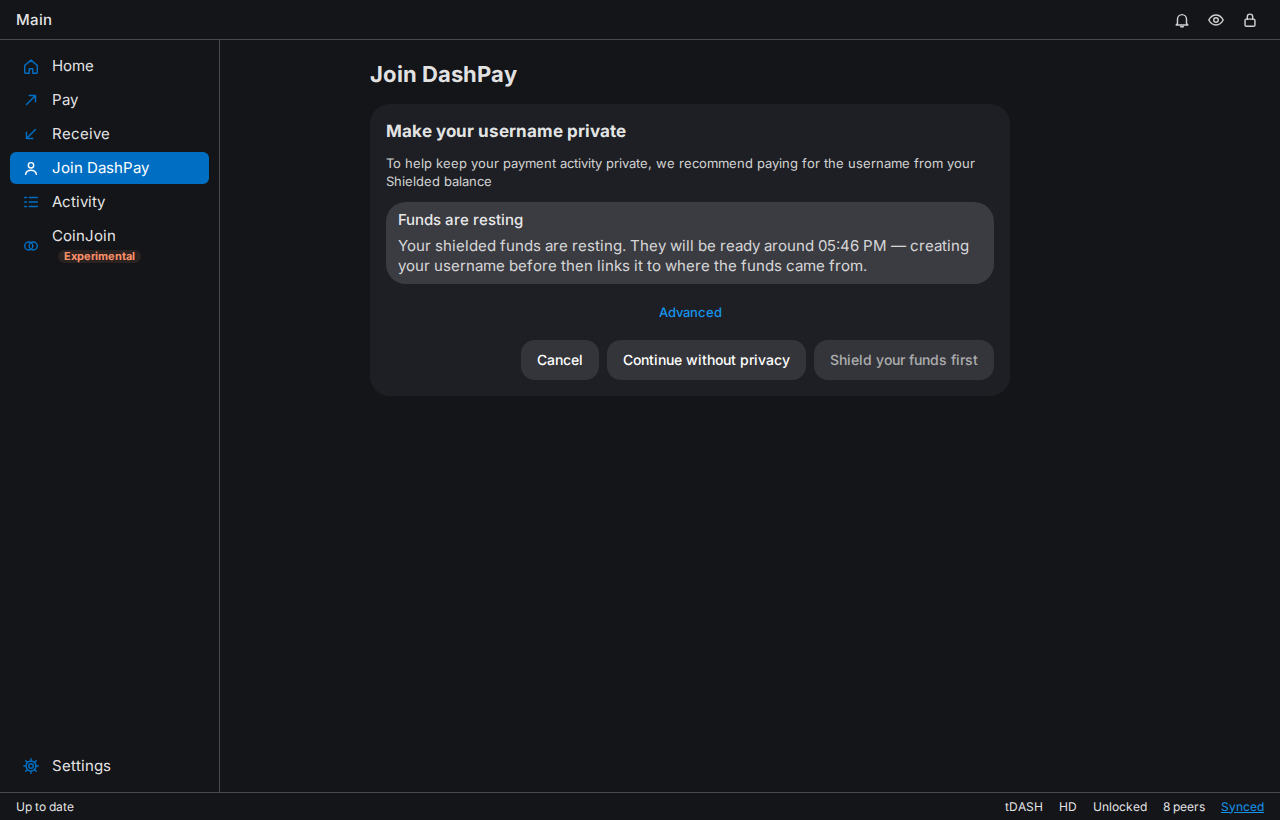 Main
Home
Pay
Receive
Join DashPay
Activity
CoinJoin
Experimental
Settings
Join DashPay
Make your username private
To help keep your payment activity private, we recommend paying for the username from your
Shielded balance
Funds are resting
Your shielded funds are resting. They will be ready around 05:46 PM — creating
your username before then links it to where the funds came from.
Advanced
Cancel
Continue without privacy
Shield your funds first
Up to date
tDASH
HD
Unlocked
8 peers
Synced